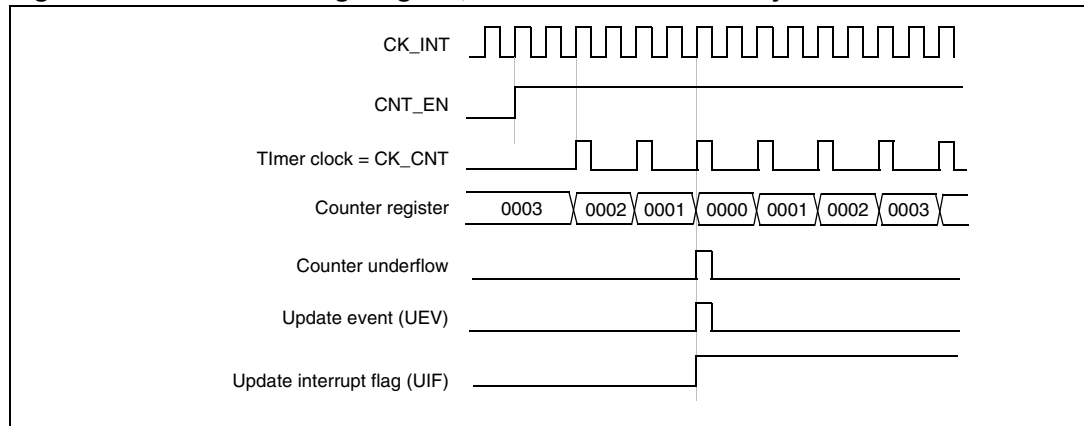 CK_INT
CNT_EN
TImer clock = CK_CNT
Counter register 0003 0002 0001 0000 0001 0002 0003
Counter underflow
Update event (UEV)
Update interrupt flag (UIF)